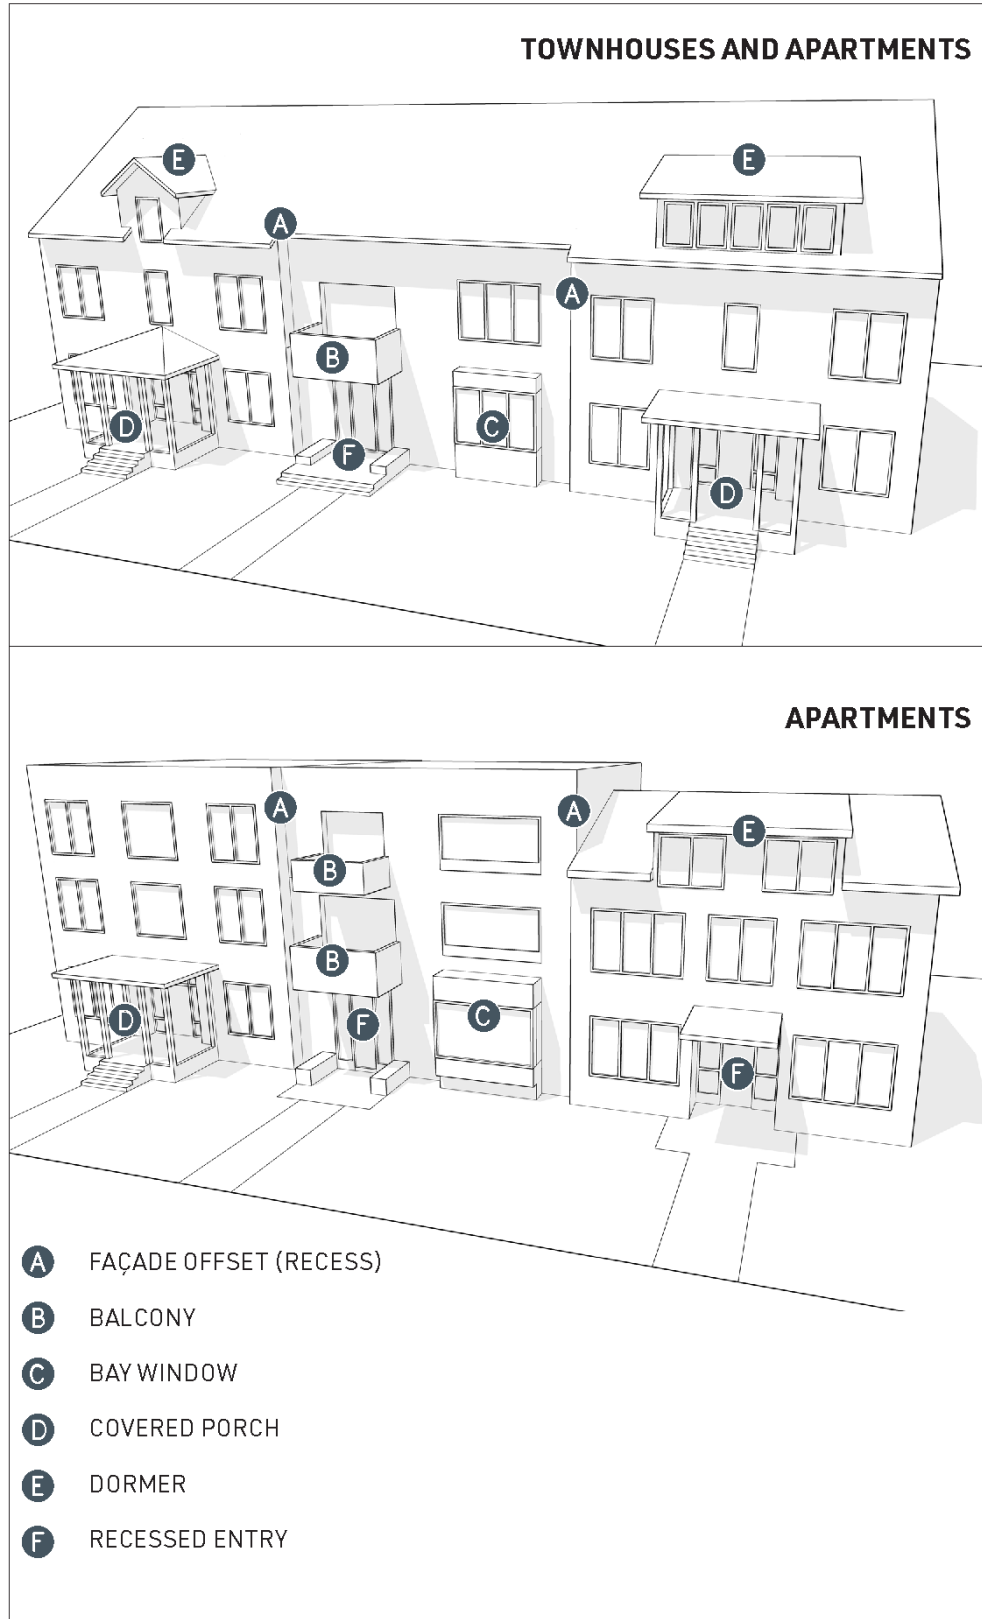 TOWNHOUSES AND APARTMENTS
E
E
A
A
B
C
D
F
D
APARTMENTS
A
A
E
B
B
C
D
F
F
A FAÇADE OFFSET (RECESS)
B BALCONY
C BAY WINDOW
D COVERED PORCH
E DORMER
F RECESSED ENTRY